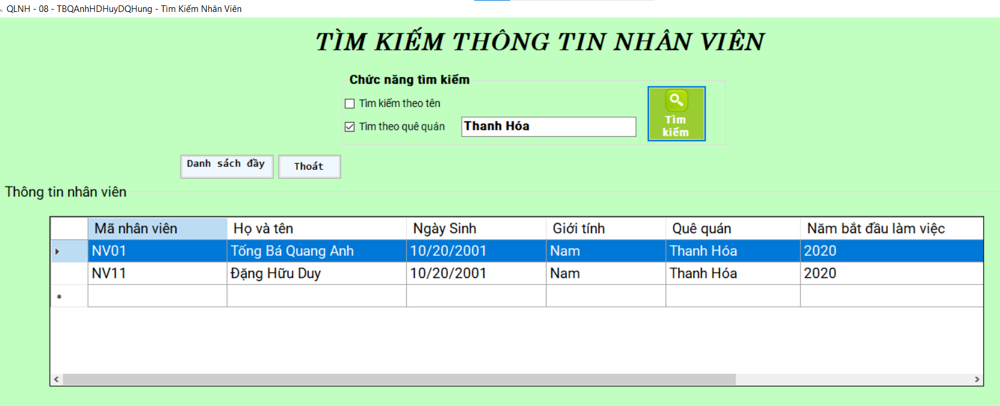 QLNH - 08 - TBQAnhHDHuyDQHung - Tìm Kiếm Nhân Viên
TÌM KIẾM THÔNG TIN NHÂN VIÊN
Chức năng tìm kiếm
Tìm kiếm theo tên
Tìm theo quê quán
Thanh Hóa
Tìm
kiếm
Danh sách đầy
Thoát
Thông tin nhân viên
Mã nhân viên Họ và tên Ngày Sinh Giới tính Quê quán Năm bắt đầu làm việc
NV01 Tống Bá Quang Anh 10/20/2001 Nam Thanh Hóa 2020
NV11 Đặng Hữu Duy 10/20/2001 Nam Thanh Hóa 2020